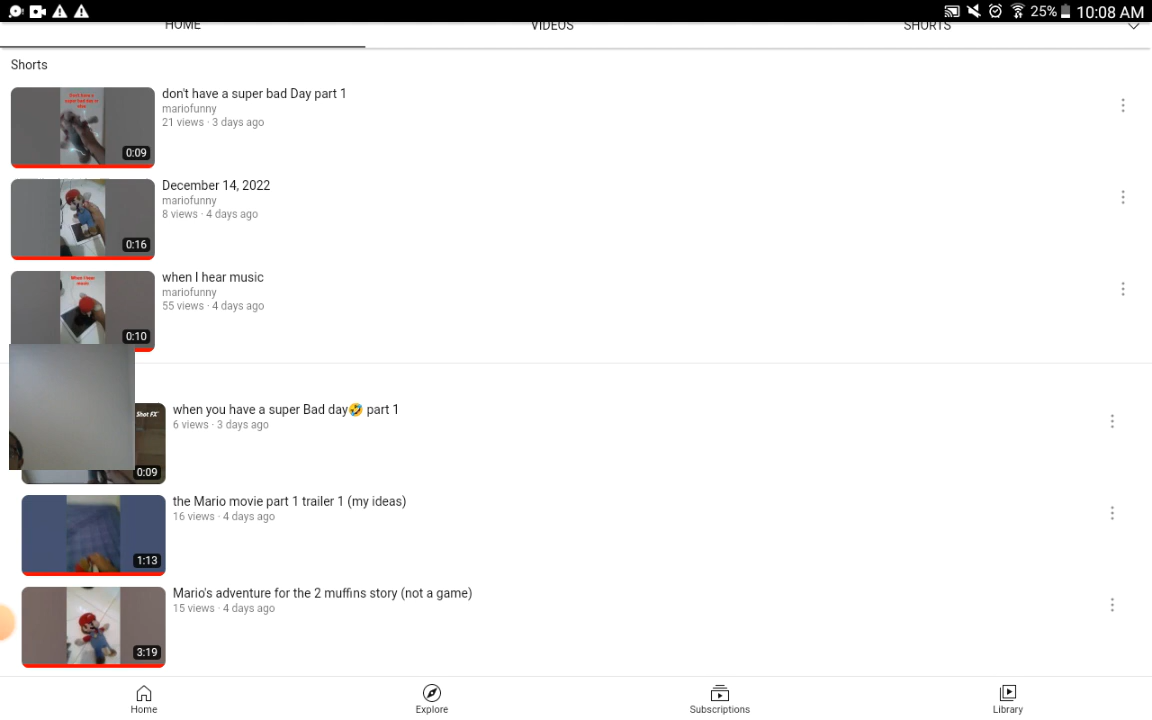 25% 10:08 AM
HOME VIDEOS SHORTS
Shorts
don't have a super bad Day part 1
mariofunny
21 views · 3 days ago
0:09
December 14, 2022
mariofunny
8 views · 4 days ago
0:16
when I hear music
mariofunny
55 views · 4 days ago
When I hear
music
0:10
when you have a super Bad day🤣 part 1
6 views · 3 days ago
Shot FX
0:09
the Mario movie part 1 trailer 1 (my ideas)
16 views · 4 days ago
1:13
Mario's adventure for the 2 muffins story (not a game)
15 views · 4 days ago
3:19
Home Explore Subscriptions Library